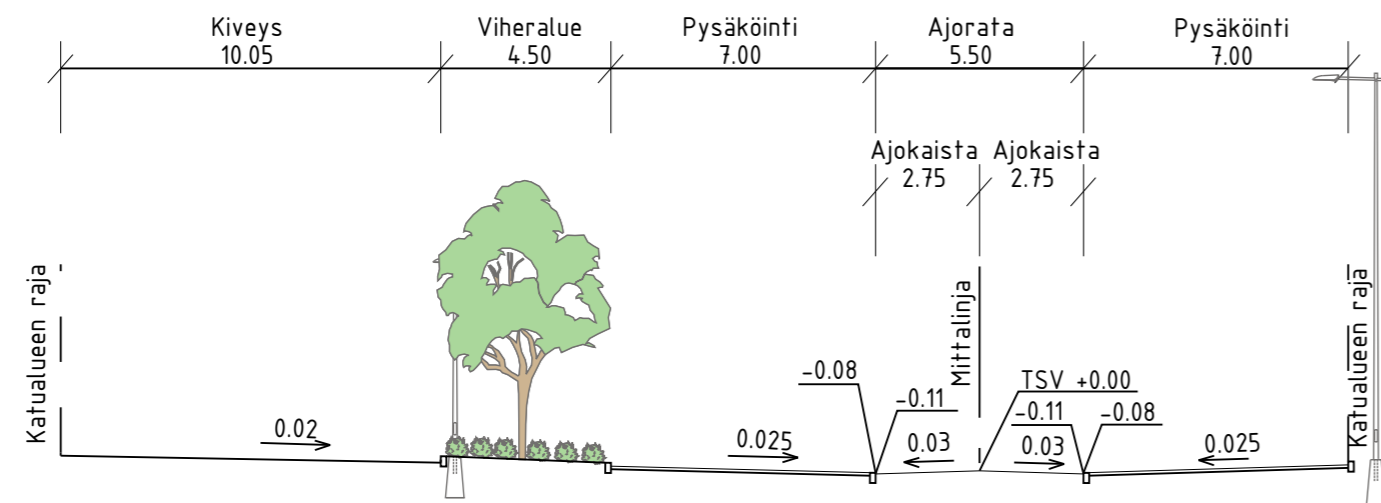 Kiveys
10.05
Viheralue
4.50
Pysäköinti
7.00
Ajorata
5.50
Pysäköinti
7.00
Ajokaista
2.75
Ajokaista
2.75
Katualueen raja
Mittalinja
Katualueen raja
-0.08
TSV +0.00
-0.11
-0.11
-0.08
0.02
0.025
0.03
0.03
0.025